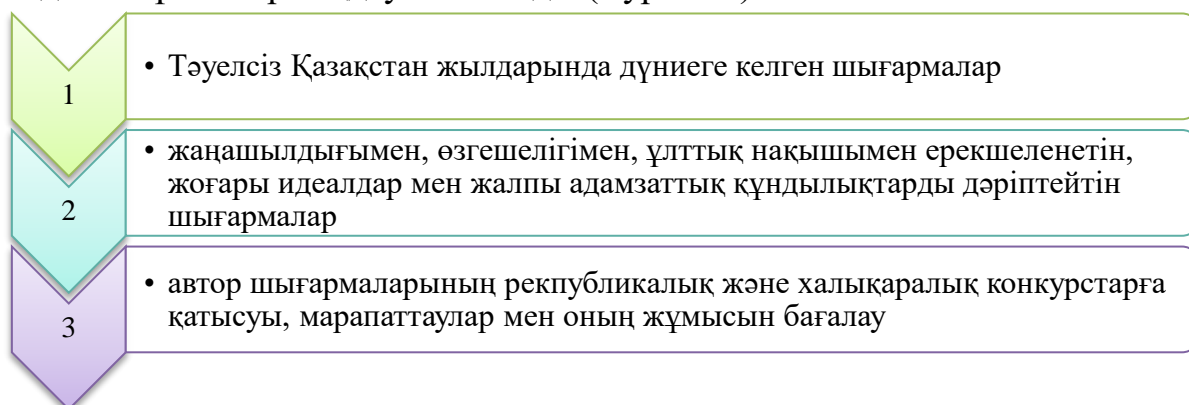 1
• Тәуелсіз Қазақстан жылдарында дүниеге келген шығармалар
2
• жаңашылдығымен, өзгешелігімен, ұлттық нақышымен ерекшеленетін,
жоғары идеалдар мен жалпы адамзаттық құндылықтарды дәріптейтін
шығармалар
3
• автор шығармаларының рекпубликалық және халықаралық конкурстарға
қатысуы, марапаттаулар мен оның жұмысын бағалау